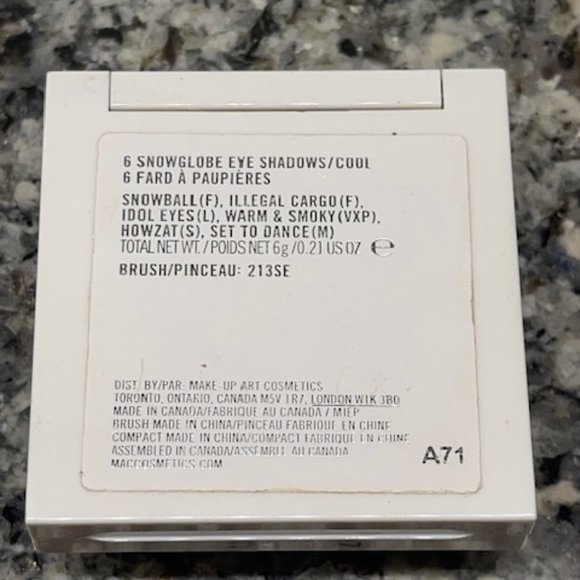 6 SNOWGLOBE EYE SHADOWS/COOL
6 FARD À PAUPIÈRES
SNOWBALL(F), ILLEGAL CARGO(F),
IDOL EYES(L), WARM & SMOKY(VXP),
HOWZAT(S), SET TO DANCE(M)
TOTAL NET WT. / POIDS NET 6g /0.21 US OZ ℮
BRUSH/PINCEAU: 213SE
DIST. BY/PAR: MAKE-UP ART COSMETICS
TORONTO, ONTARIO, CANADA M5V 1R7, LONDON W1K 3BQ
MADE IN CANADA/FABRIQUÉ AU CANADA / MIEP
BRUSH MADE IN CHINA/PINCEAU FABRIQUÉ EN CHINE
COMPACT MADE IN CHINA/COMPACT FABRIQUÉ EN CHINE
ASSEMBLED IN CANADA/ASSEMBLÉ AU CANADA
MACCOSMETICS.COM
A71